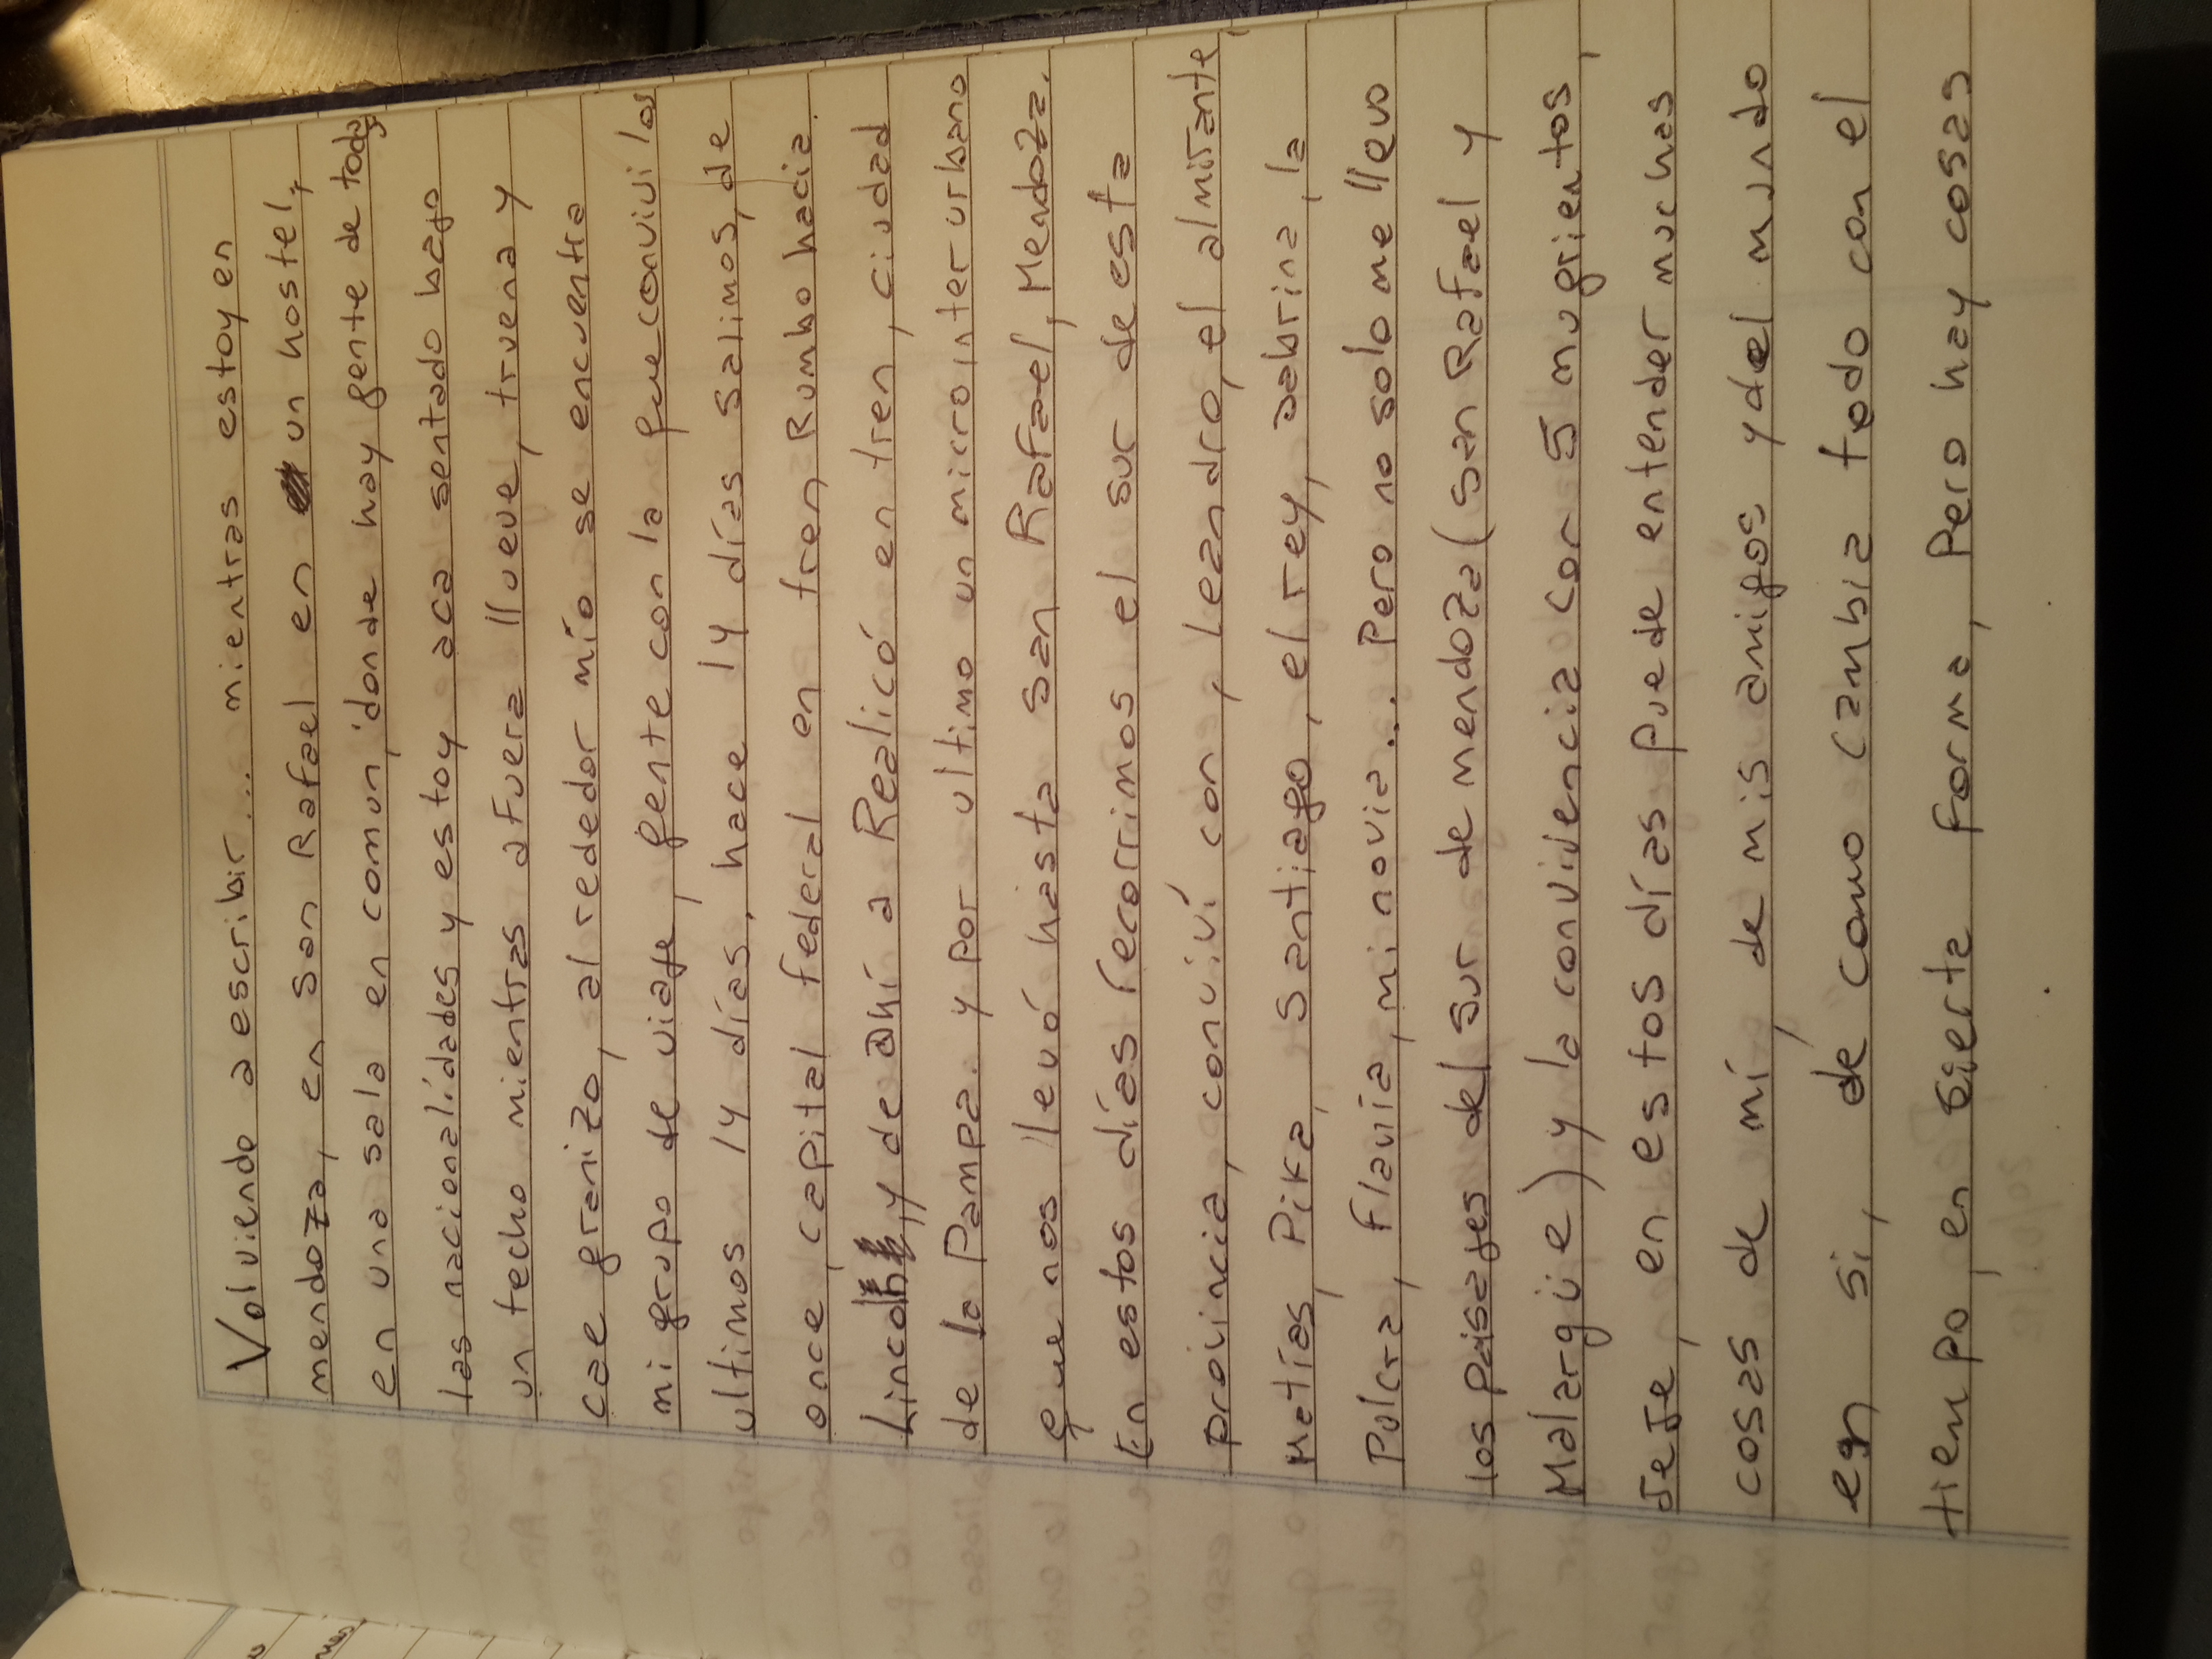 Volviendo a escribir... mientras estoy en
mendoza, en San Rafael en un hostel,
en una sala en comun, donde hay gente de todas
las nacionalidades y estoy aca sentado bajo
un techo mientras afuera llueve, truena y
cae granizo, al rededor mío se encuentra
mi grupo de viaje, gente con la que conviví los
ultimos 14 días. hace 14 días salimos, de
once, capital federal en tren Rumbo hacia
Lincoln, y de ahí a Realicó en tren, ciudad
de la Pampa. y por ultimo un micro interurbano
que nos llevó hasta san Rafael, Mendoza.
En estos días recorrimos el sur de esta
provincia, conviví con, Leandro, el almirante,
Matías, Pika, Santiago, el rey, Sabrina, la
Pulcra, Flavia, mi novia... Pero no solo me llevo
los paisajes del sur de mendoza (san Rafael y
Malargüe) y la convivencia con 5 mugrientos,
JeJe, en estos días puede entender muchas
cosas de mí, de mis amigos y del mundo
en si, de como cambia todo con el
tiempo, en sierta forma, Pero hay cosas